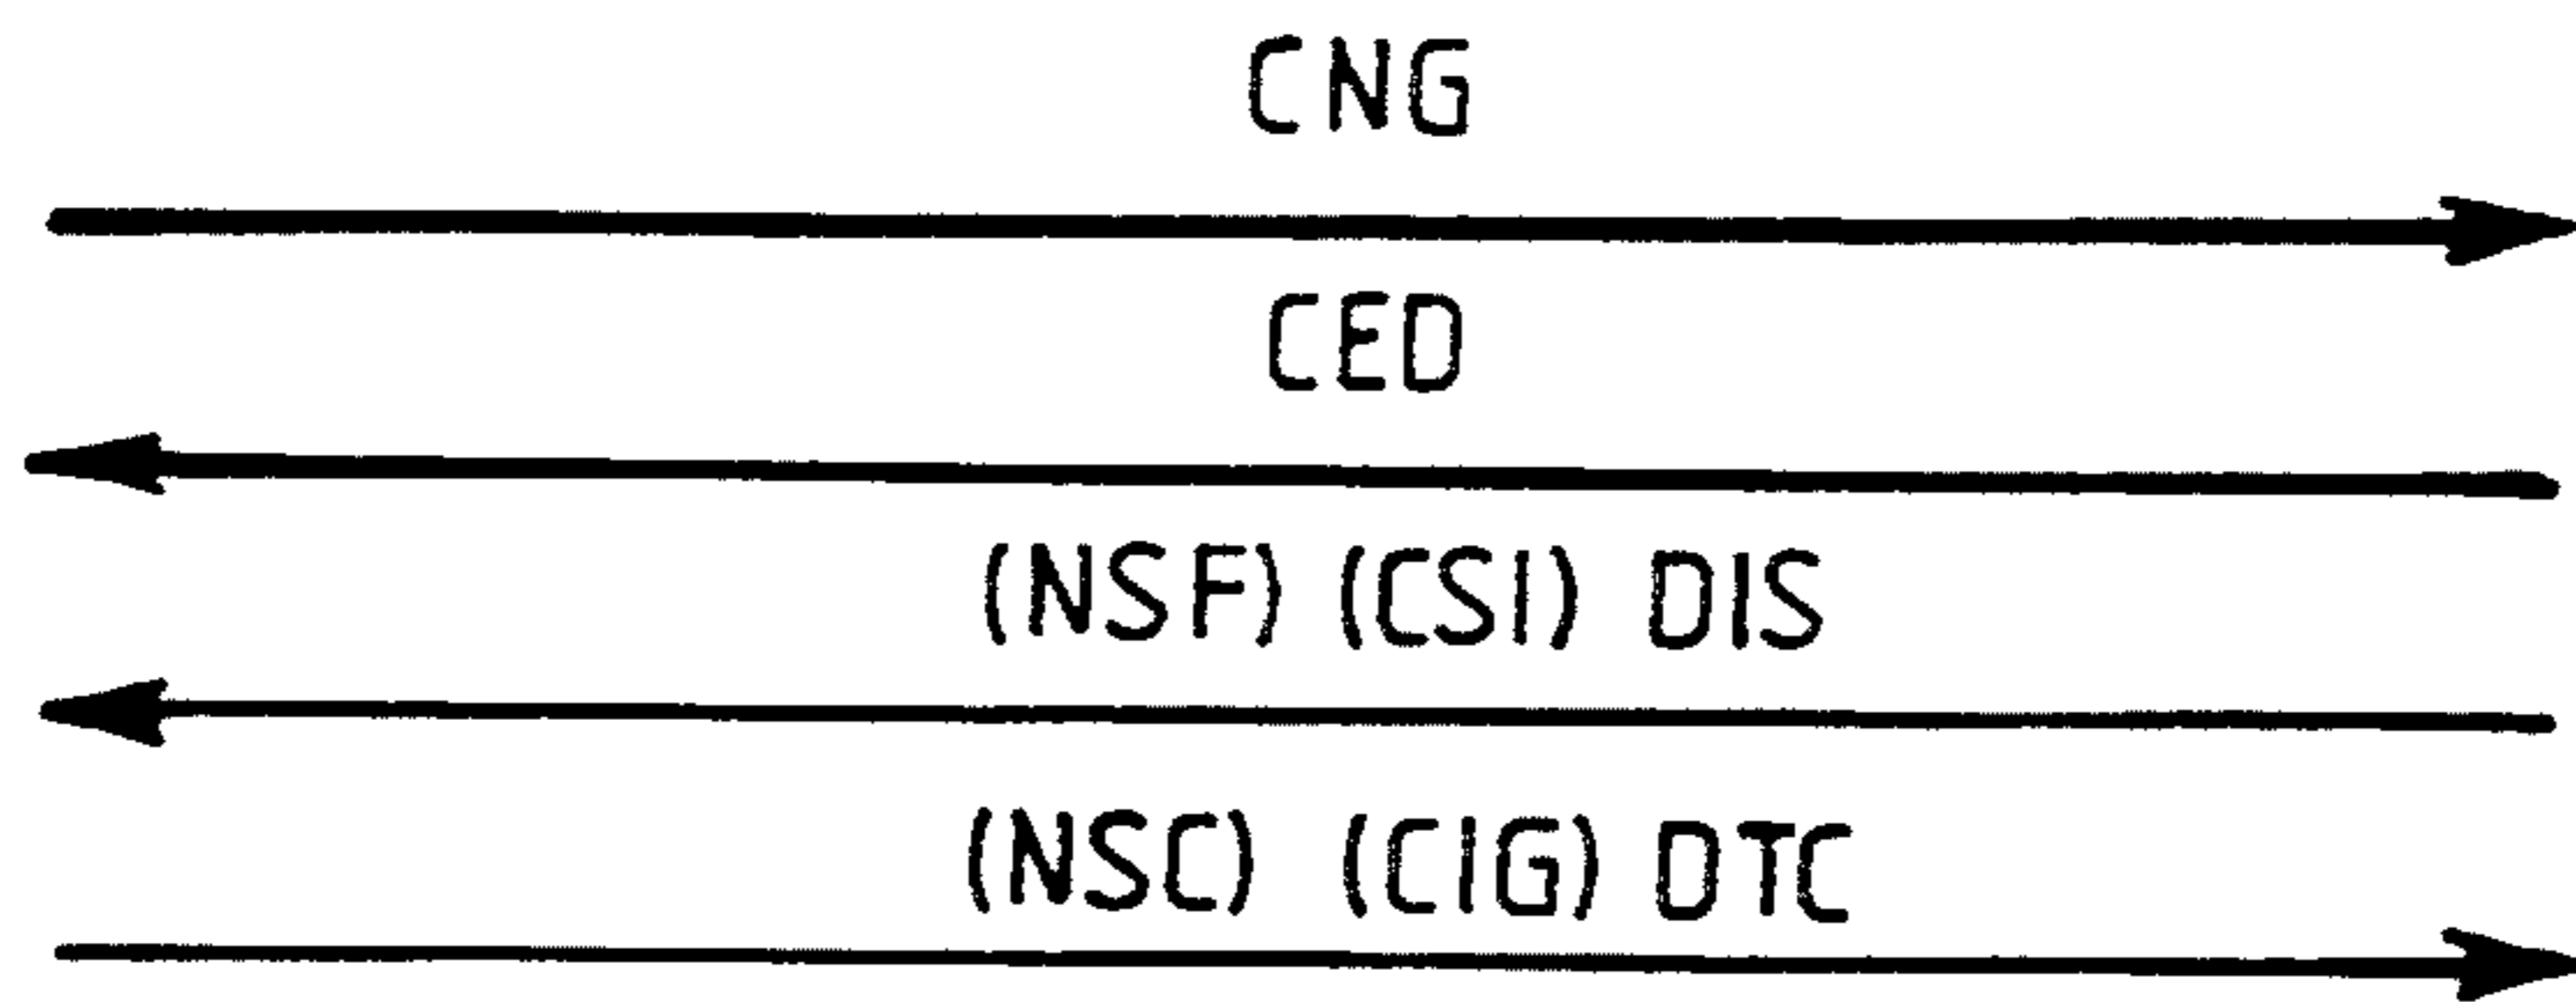 CNG
CED
(NSF) (CSI) DIS
(NSC) (CIG) DTC